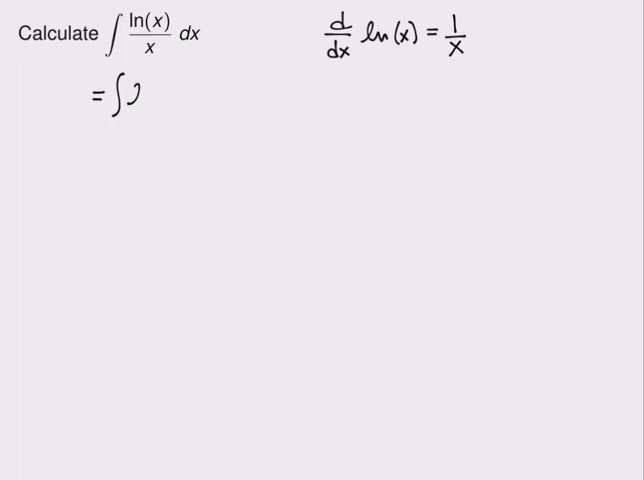 Calculate ∫ ln(x)/x dx
d/dx ln(x) = 1/x
= ∫